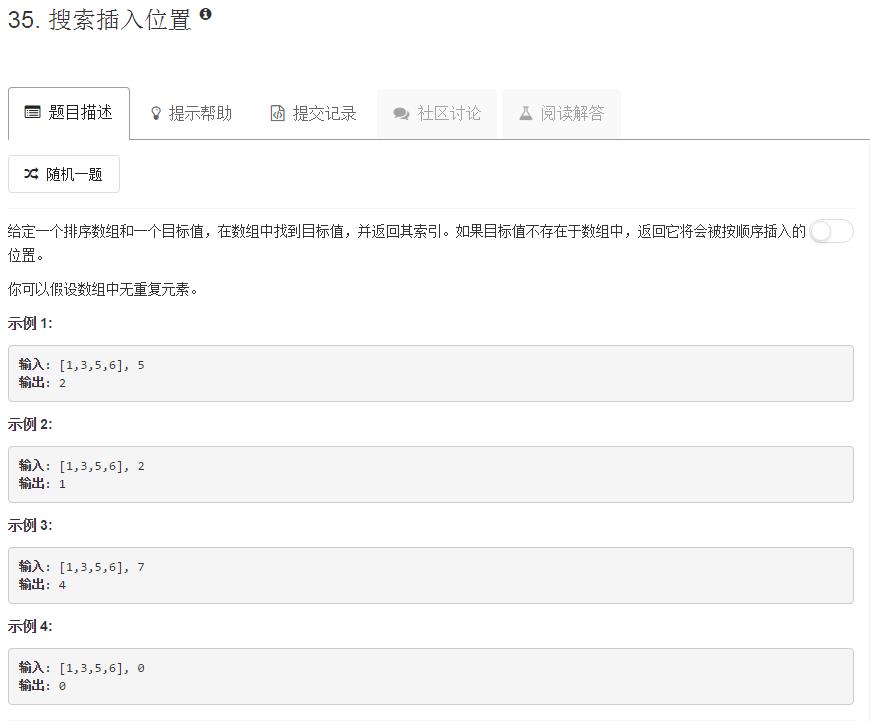 35. 搜索插入位置
题目描述 提示帮助 提交记录 社区讨论 阅读解答
随机一题
给定一个排序数组和一个目标值，在数组中找到目标值，并返回其索引。如果目标值不存在于数组中，返回它将会被按顺序插入的
位置。
你可以假设数组中无重复元素。
示例 1:
输入: [1,3,5,6], 5
输出: 2
示例 2:
输入: [1,3,5,6], 2
输出: 1
示例 3:
输入: [1,3,5,6], 7
输出: 4
示例 4:
输入: [1,3,5,6], 0
输出: 0